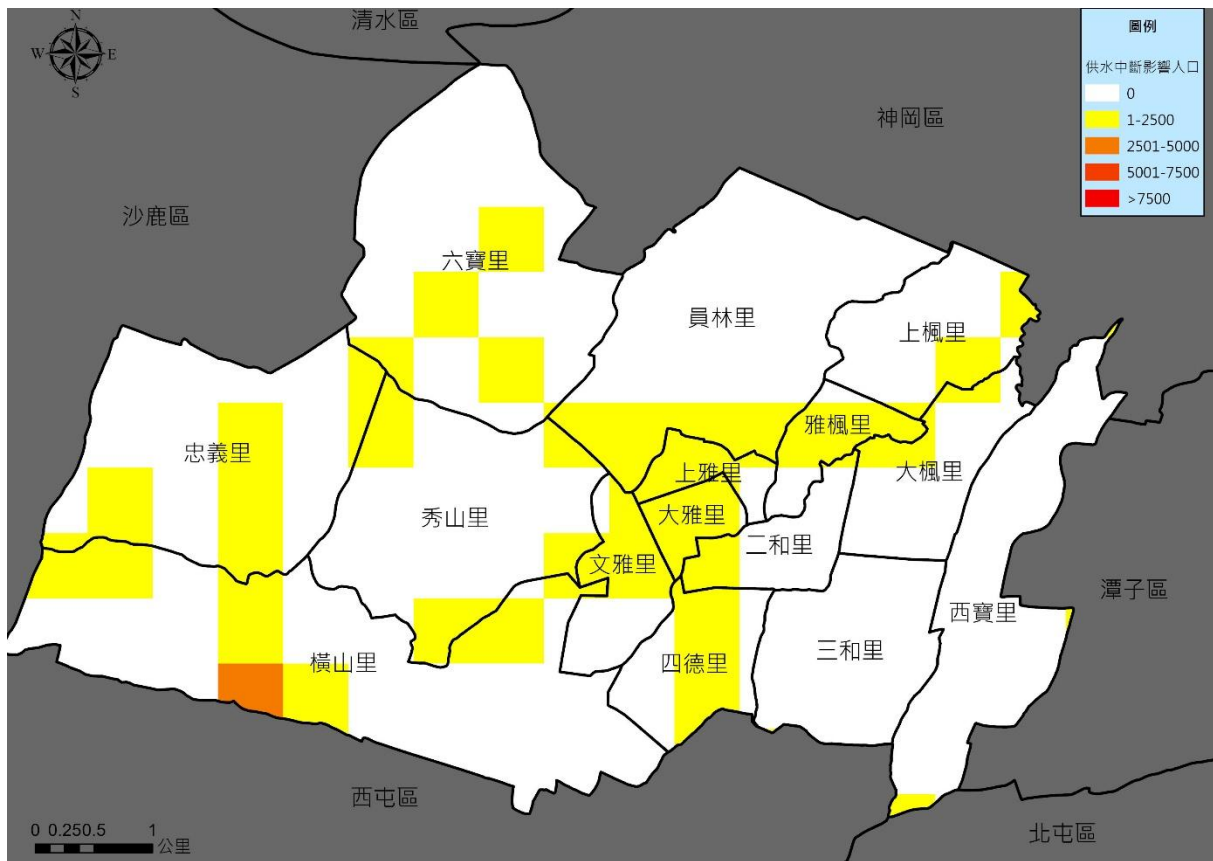 清水區
N
W E
S
圖例
供水中斷影響人口
0
1-2500
2501-5000
5001-7500
>7500
神岡區
沙鹿區
六寶里
員林里
上楓里
忠義里
雅楓里
上雅里
大楓里
秀山里
大雅里
二和里
文雅里
潭子區
西寶里
橫山里
四德里
三和里
西屯區
北屯區
0 0.25 0.5 1
公里